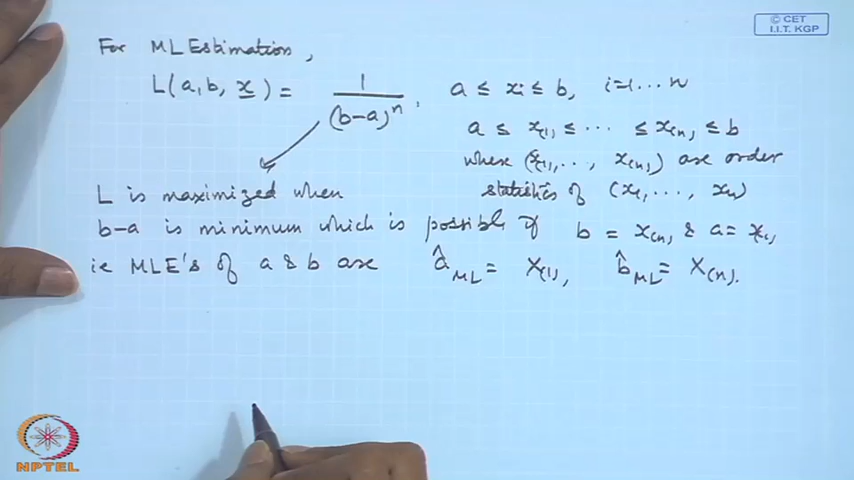 © CET
I.I.T. KGP
For ML Estimation,
L(a, b, x) = 1/(b-a)^n, a ≤ xi ≤ b, i=1...n
a ≤ x(1) ≤ ... ≤ x(n) ≤ b
where (x(1), ..., x(n)) are order
statistics of (x1, ..., xn)
L is maximized when
b-a is minimum which is possible if b = x(n) & a = x(1)
ie MLE's of a & b are â_ML = X(1), b̂_ML = X(n).
NPTEL